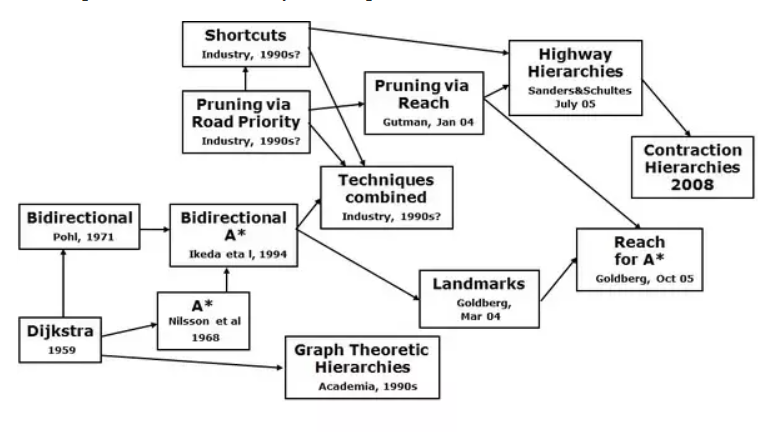 Shortcuts
Industry, 1990s?
Pruning via
Road Priority
Industry, 1990s?
Pruning via
Reach
Gutman, Jan 04
Highway
Hierarchies
Sanders&Schultes
July 05
Contraction
Hierarchies
2008
Techniques
combined
Industry, 1990s?
Bidirectional
Pohl, 1971
Bidirectional
A*
Ikeda eta l, 1994
Reach
for A*
Goldberg, Oct 05
Landmarks
Goldberg,
Mar 04
A*
Nilsson et al
1968
Dijkstra
1959
Graph Theoretic
Hierarchies
Academia, 1990s